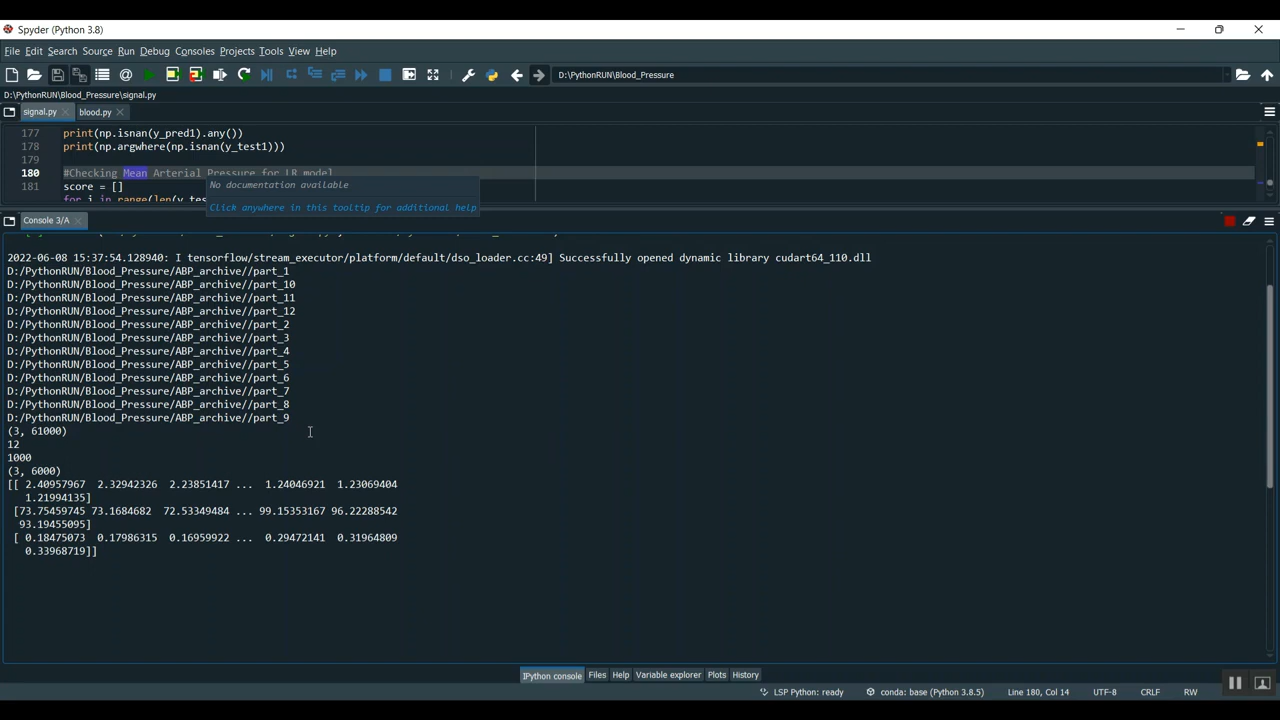 Spyder (Python 3.8)
File Edit Search Source Run Debug Consoles Projects Tools View Help
D:\PythonRUN\Blood_Pressure
D:\PythonRUN\Blood_Pressure\signal.py
signal.py blood.py
177 print(np.isnan(y_pred1).any())
178 print(np.argwhere(np.isnan(y_test1)))
179
180 #Checking Mean Arterial Pressure for LR model
No documentation available
181 score = []
for i in range(len(y_tes
Click anywhere in this tooltip for additional help
Console 3/A
2022-06-08 15:37:54.128940: I tensorflow/stream_executor/platform/default/dso_loader.cc:49] Successfully opened dynamic library cudart64_110.dll
D:/PythonRUN/Blood_Pressure/ABP_archive//part_1
D:/PythonRUN/Blood_Pressure/ABP_archive//part_10
D:/PythonRUN/Blood_Pressure/ABP_archive//part_11
D:/PythonRUN/Blood_Pressure/ABP_archive//part_12
D:/PythonRUN/Blood_Pressure/ABP_archive//part_2
D:/PythonRUN/Blood_Pressure/ABP_archive//part_3
D:/PythonRUN/Blood_Pressure/ABP_archive//part_4
D:/PythonRUN/Blood_Pressure/ABP_archive//part_5
D:/PythonRUN/Blood_Pressure/ABP_archive//part_6
D:/PythonRUN/Blood_Pressure/ABP_archive//part_7
D:/PythonRUN/Blood_Pressure/ABP_archive//part_8
D:/PythonRUN/Blood_Pressure/ABP_archive//part_9
(3, 61000)
12
1000
(3, 6000)
[[ 2.40957967 2.32942326 2.23851417 ... 1.24046921 1.23069404
1.21994135]
[73.75459745 73.1684682 72.53349484 ... 99.15353167 96.22288542
93.19455095]
[ 0.18475073 0.17986315 0.16959922 ... 0.29472141 0.31964809
0.33968719]]
IPython console Files Help Variable explorer Plots History
LSP Python: ready conda: base (Python 3.8.5) Line 180, Col 14 UTF-8 CRLF RW